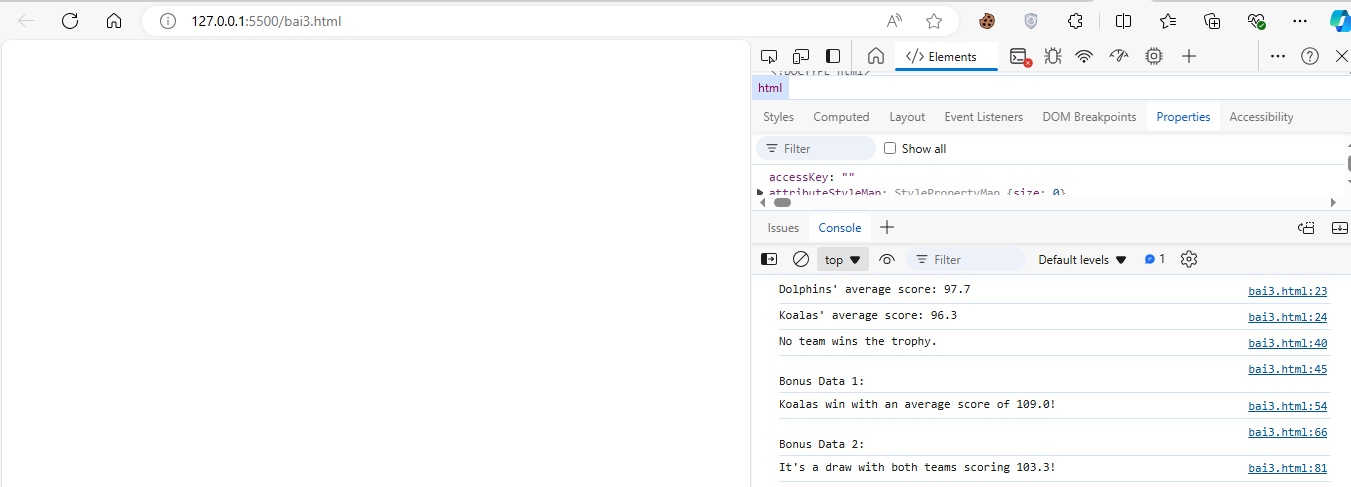 127.0.0.1:5500/bai3.html
Elements
<!DOCTYPE html>
html
Styles Computed Layout Event Listeners DOM Breakpoints Properties Accessibility
Filter Show all
accessKey: ""
attributeStyleMap: StylePropertyMap {size: 0}
Issues Console
top Filter Default levels 1
Dolphins' average score: 97.7 bai3.html:23
Koalas' average score: 96.3 bai3.html:24
No team wins the trophy. bai3.html:40
bai3.html:45
Bonus Data 1:
Koalas win with an average score of 109.0! bai3.html:54
bai3.html:66
Bonus Data 2:
It's a draw with both teams scoring 103.3! bai3.html:81